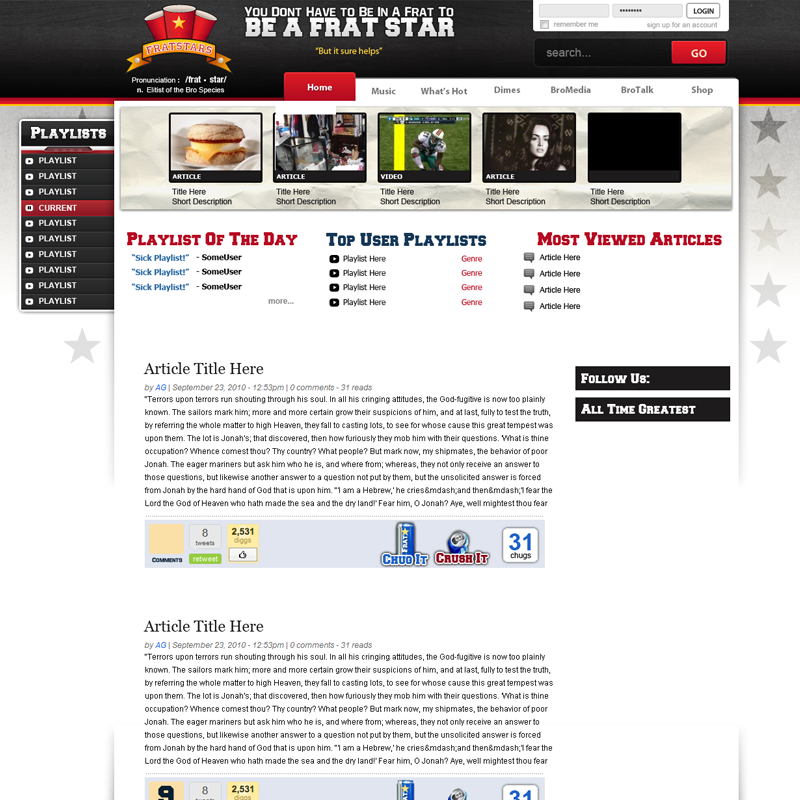 FRATSTARS
Pronunciation : /frat • star/
n. Elitist of the Bro Species
You Dont Have to Be In A Frat To
BE A FRAT STAR
“But it sure helps”
••••••••
LOGIN
remember me
sign up for an account
search...
GO
Home
Music
What's Hot
Dimes
BroMedia
BroTalk
Shop
Playlists
PLAYLIST
PLAYLIST
PLAYLIST
CURRENT
PLAYLIST
PLAYLIST
PLAYLIST
PLAYLIST
PLAYLIST
PLAYLIST
ARTICLE
Title Here
Short Description
ARTICLE
Title Here
Short Description
VIDEO
Title Here
Short Description
ARTICLE
Title Here
Short Description
Title Here
Short Description
Playlist Of The Day
"Sick Playlist!" - SomeUser
"Sick Playlist!" - SomeUser
"Sick Playlist!" - SomeUser
more...
Top User Playlists
Playlist Here Genre
Playlist Here Genre
Playlist Here Genre
Playlist Here Genre
Most Viewed Articles
Article Here
Article Here
Article Here
Article Here
Article Title Here
by AG | September 23, 2010 - 12:53pm | 0 comments - 31 reads
"Terrors upon terrors run shouting through his soul. In all his cringing attitudes, the God-fugitive is now too plainly
known. The sailors mark him; more and more certain grow their suspicions of him, and at last, fully to test the truth,
by referring the whole matter to high Heaven, they fall to casting lots, to see for whose cause this great tempest was
upon them. The lot is Jonah's; that discovered, then how furiously they mob him with their questions. 'What is thine
occupation? Whence comest thou? Thy country? What people? But mark now, my shipmates, the behavior of poor
Jonah. The eager mariners but ask him who he is, and where from; whereas, they not only receive an answer to
those questions, but likewise another answer to a question not put by them, but the unsolicited answer is forced
from Jonah by the hard hand of God that is upon him. "'I am a Hebrew,' he cries&mdash;and then&mdash;'I fear the
Lord the God of Heaven who hath made the sea and the dry land!' Fear him, O Jonah? Aye, well mightest thou fear
Comments
8
tweets
retweet
2,531
diggs
Chug It
Crush It
31
chugs
Follow Us:
All Time Greatest
Article Title Here
by AG | September 23, 2010 - 12:53pm | 0 comments - 31 reads
"Terrors upon terrors run shouting through his soul. In all his cringing attitudes, the God-fugitive is now too plainly
known. The sailors mark him; more and more certain grow their suspicions of him, and at last, fully to test the truth,
by referring the whole matter to high Heaven, they fall to casting lots, to see for whose cause this great tempest was
upon them. The lot is Jonah's; that discovered, then how furiously they mob him with their questions. 'What is thine
occupation? Whence comest thou? Thy country? What people? But mark now, my shipmates, the behavior of poor
Jonah. The eager mariners but ask him who he is, and where from; whereas, they not only receive an answer to
those questions, but likewise another answer to a question not put by them, but the unsolicited answer is forced
from Jonah by the hard hand of God that is upon him. "'I am a Hebrew,' he cries&mdash;and then&mdash;'I fear the
Lord the God of Heaven who hath made the sea and the dry land!' Fear him, O Jonah? Aye, well mightest thou fear
9
8
tweets
2,531
diggs
31